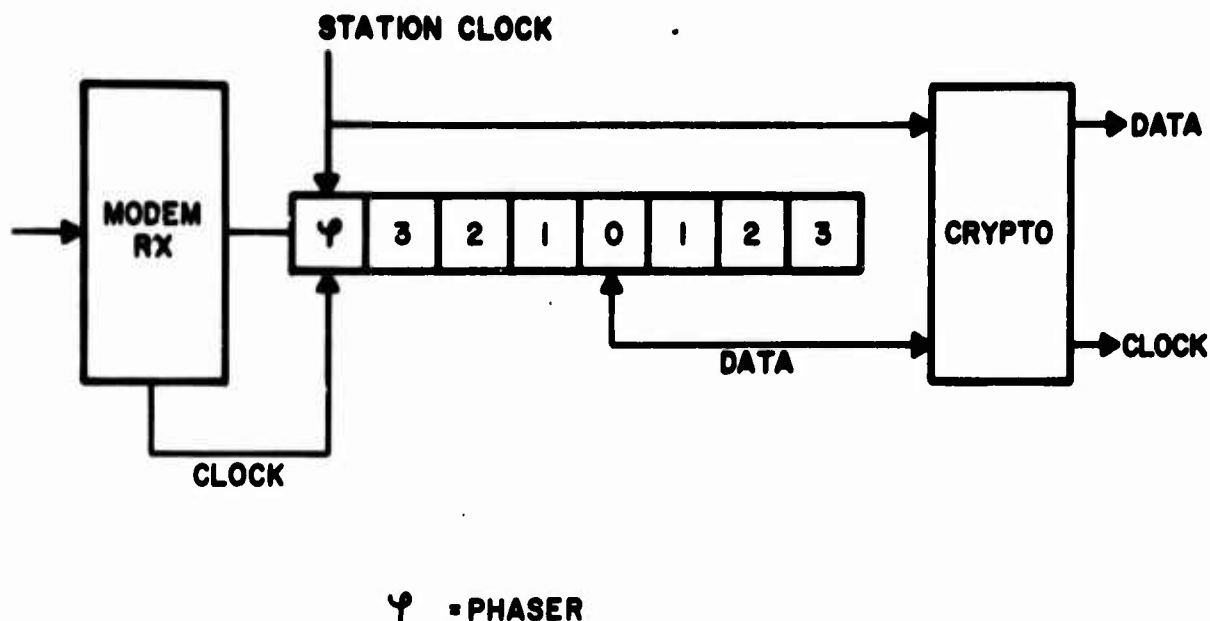 STATION CLOCK
MODEM
RX
φ 3 2 1 0 1 2 3
CRYPTO
DATA
CLOCK
DATA
CLOCK
φ = PHASER